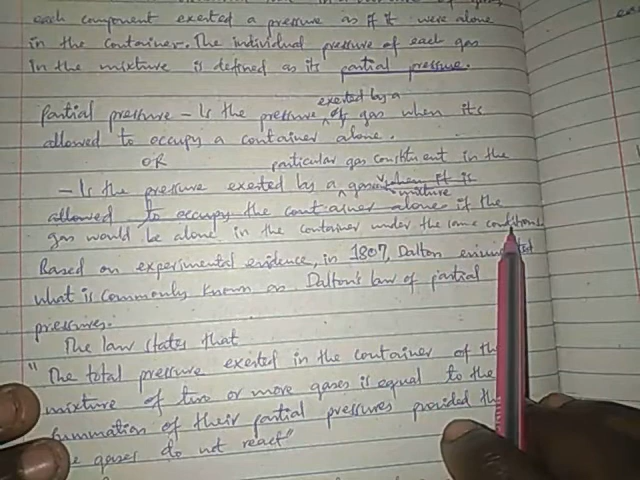 each component exerted a pressure as if it were alone
in the container. The individual pressure of each gas
in the mixture is defined as its partial pressure.
Partial pressure - Is the pressure exerted by a gas when its
allowed to occupy a container alone.
OR
- Is the pressure exerted by a particular gas constituent in the gas when it is mixture
allowed to occupy the container alone if the
gas would be alone in the container under the same conditions
Based on experimental evidence, in 1807, Dalton
what is commonly known as Dalton's law of partial
pressures.
The law states that
"The total pressure exerted in the container of th
mixture of two or more gases is equal to the
summation of their partial pressures provided th
e gases do not react"